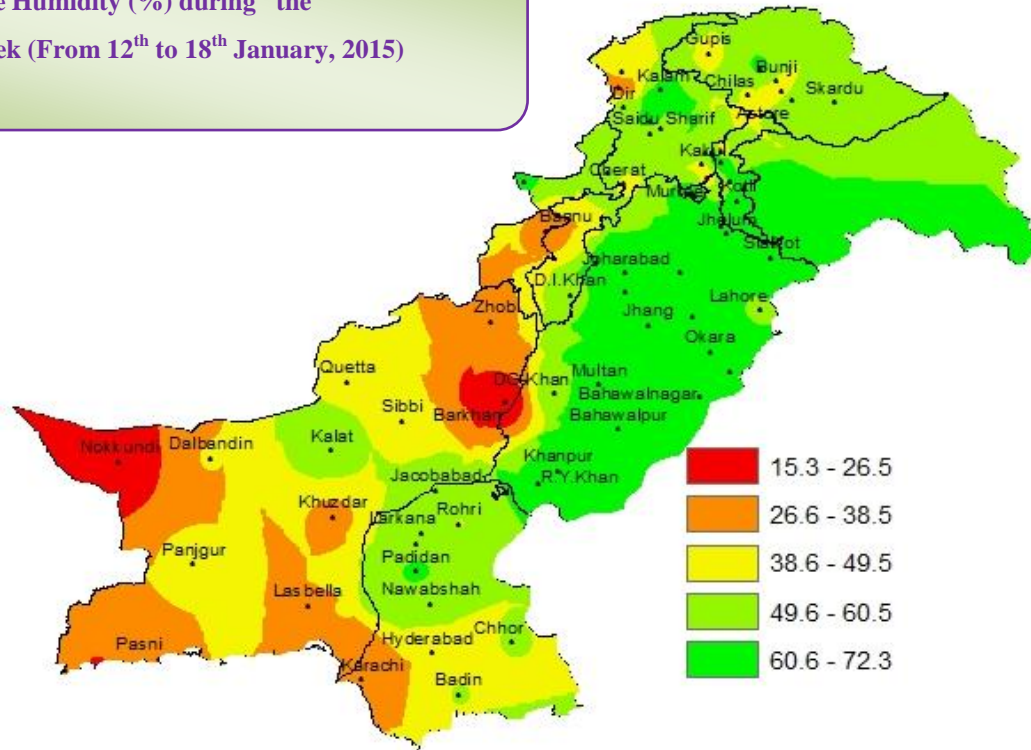 e Humidity (%) during the
ek (From 12th to 18th January, 2015)
Gupis
Bunji
Kalam
Chilas
Skardu
Dir
Saidu Sharif
Astore
Kakul
Cherat
Murree
Kotli
Bannu
Jhelum
Sialkot
Joharabad
D.I.Khan
Zhob
Lahore
Jhang
Okara
Quetta
DG Khan
Multan
Bahawalnagar
Sibbi
Barkhan
Bahawalpur
Kalat
Nokkundi
Dalbandin
Khanpur
Jacobabad
R.Y.Khan
Khuzdar
Larkana
Rohri
Panjgur
Padidan
Lasbella
Nawabshah
Hyderabad
Chhor
Pasni
Karachi
Badin
15.3 - 26.5
26.6 - 38.5
38.6 - 49.5
49.6 - 60.5
60.6 - 72.3